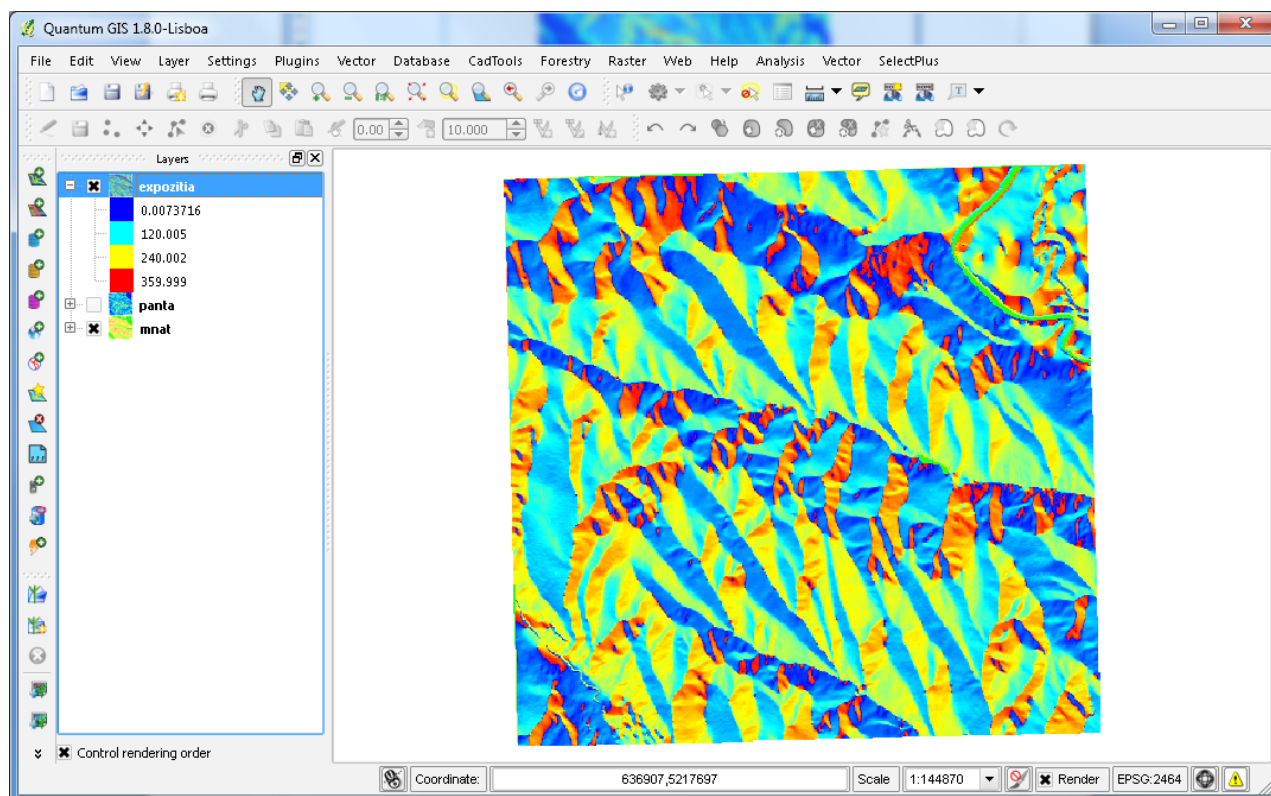 Quantum GIS 1.8.0-Lisboa
File Edit View Layer Settings Plugins Vector Database CadTools Forestry Raster Web Help Analysis Vector SelectPlus
0.00 10.000
Layers
expozitia
0.0073716
120.005
240.002
359.999
panta
mnat
Control rendering order
Coordinate: 636907,5217697 Scale 1:144870 Render EPSG:2464